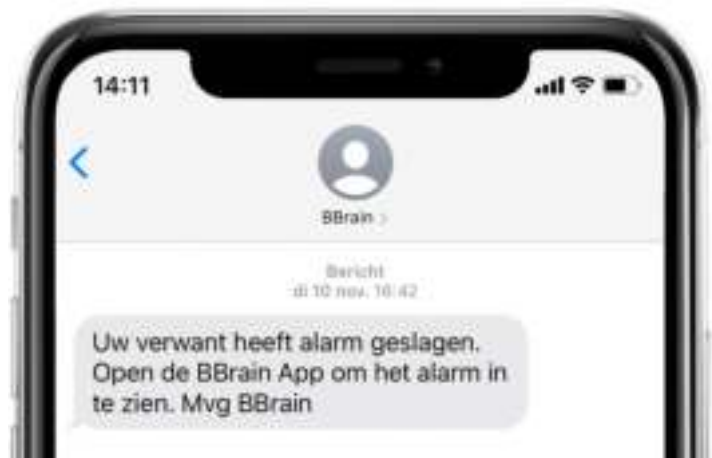 14:11
BBrain
Bericht
di 10 nov. 16:42
Uw verwant heeft alarm geslagen.
Open de BBrain App om het alarm in
te zien. Mvg BBrain